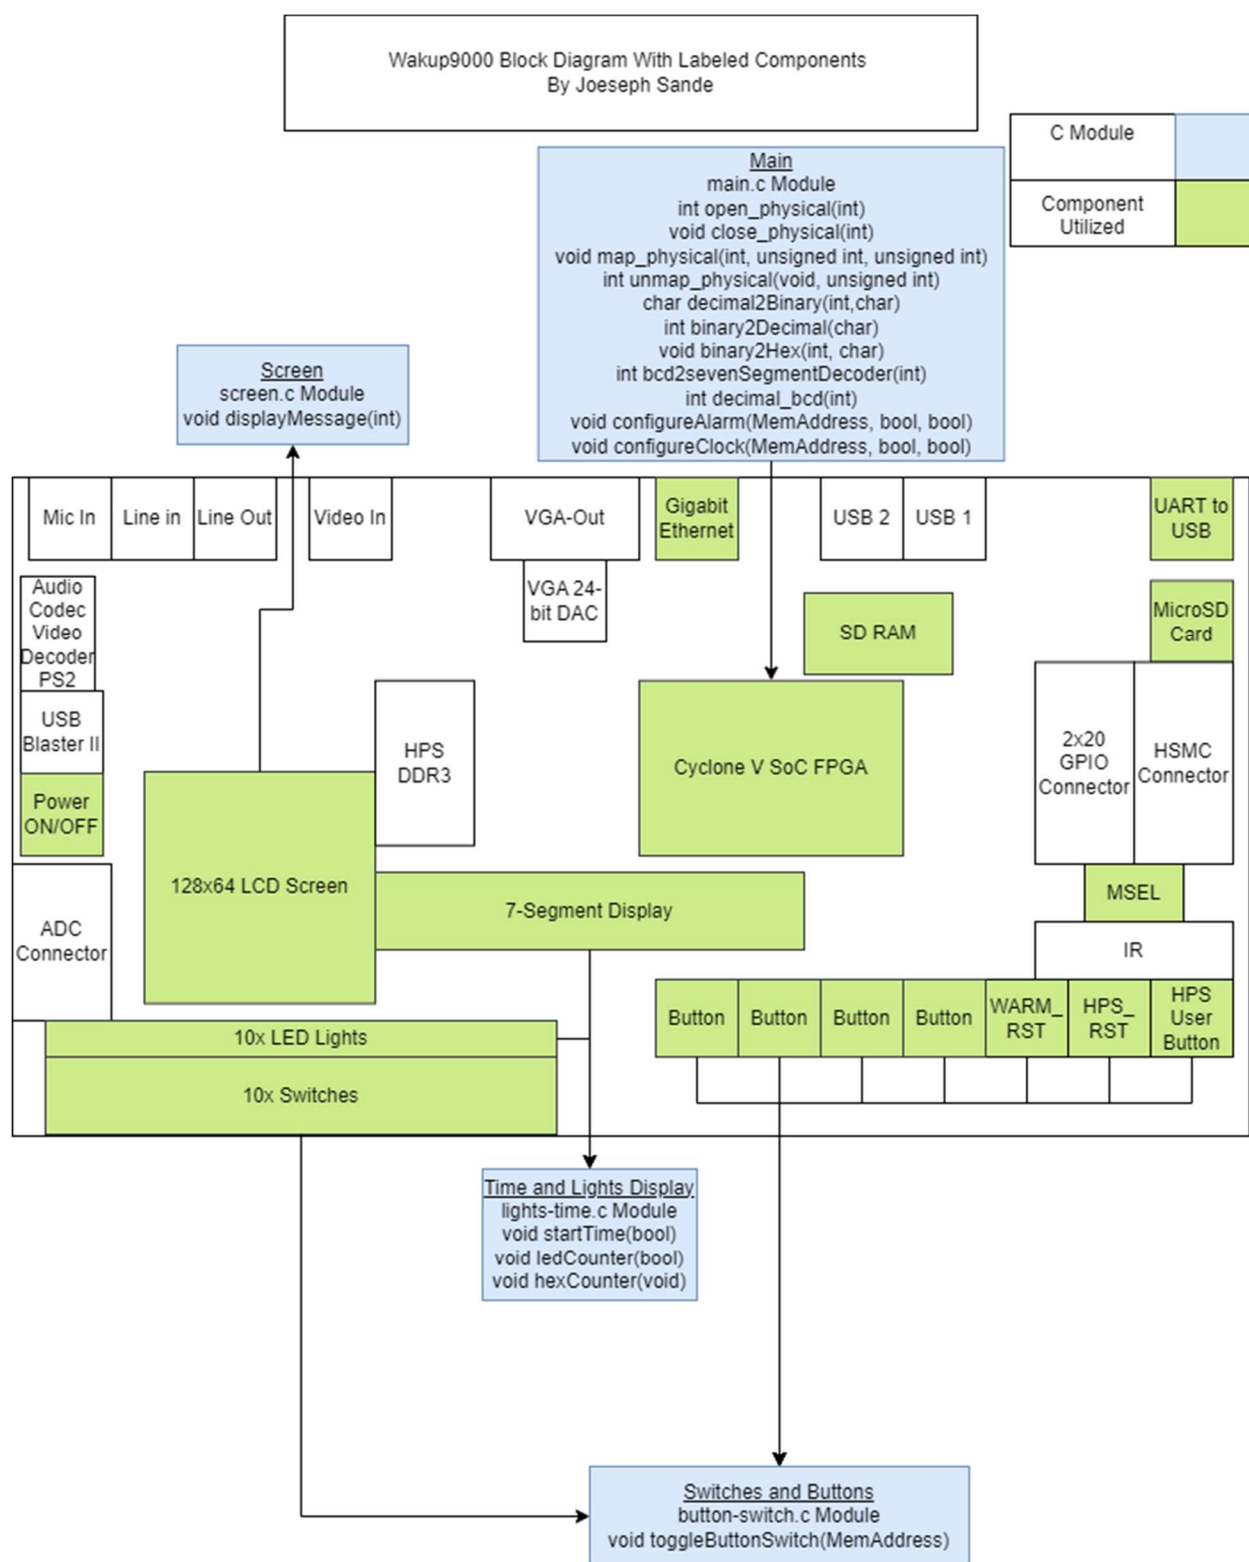 Wakup9000 Block Diagram With Labeled Components
By Joeseph Sande
C Module
Component
Utilized
Main
main.c Module
int open_physical(int)
void close_physical(int)
void map_physical(int, unsigned int, unsigned int)
int unmap_physical(void, unsigned int)
char decimal2Binary(int,char)
int binary2Decimal(char)
void binary2Hex(int, char)
int bcd2sevenSegmentDecoder(int)
int decimal_bcd(int)
void configureAlarm(MemAddress, bool, bool)
void configureClock(MemAddress, bool, bool)
Screen
screen.c Module
void displayMessage(int)
Mic In
Line in
Line Out
Video In
VGA-Out
Gigabit
Ethernet
USB 2
USB 1
UART to
USB
Audio
Codec
Video
Decoder
PS2
VGA 24-
bit DAC
SD RAM
MicroSD
Card
USB
Blaster II
HPS
DDR3
Cyclone V SoC FPGA
2x20
GPIO
Connector
HSMC
Connector
Power
ON/OFF
128x64 LCD Screen
7-Segment Display
MSEL
ADC
Connector
IR
Button
Button
Button
Button
WARM_
RST
HPS_
RST
HPS
User
Button
10x LED Lights
10x Switches
Time and Lights Display
lights-time.c Module
void startTime(bool)
void ledCounter(bool)
void hexCounter(void)
Switches and Buttons
button-switch.c Module
void toggleButtonSwitch(MemAddress)